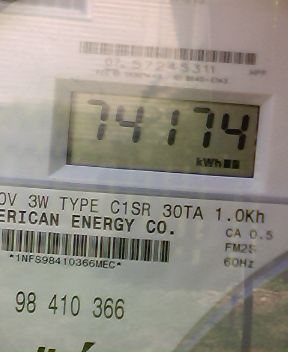 74174
kWh
0V 3W TYPE C1SR 30TA 1.0Kh
ERICAN ENERGY CO.
CA 0.5
FM2S
*1NFS98410366MEC*
60Hz
98 410 366